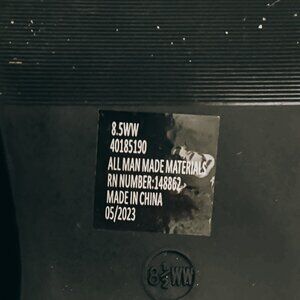 8.5WW
40185190
ALL MAN MADE MATERIALS
RN NUMBER:148862
MADE IN CHINA
05/2023
8½WW